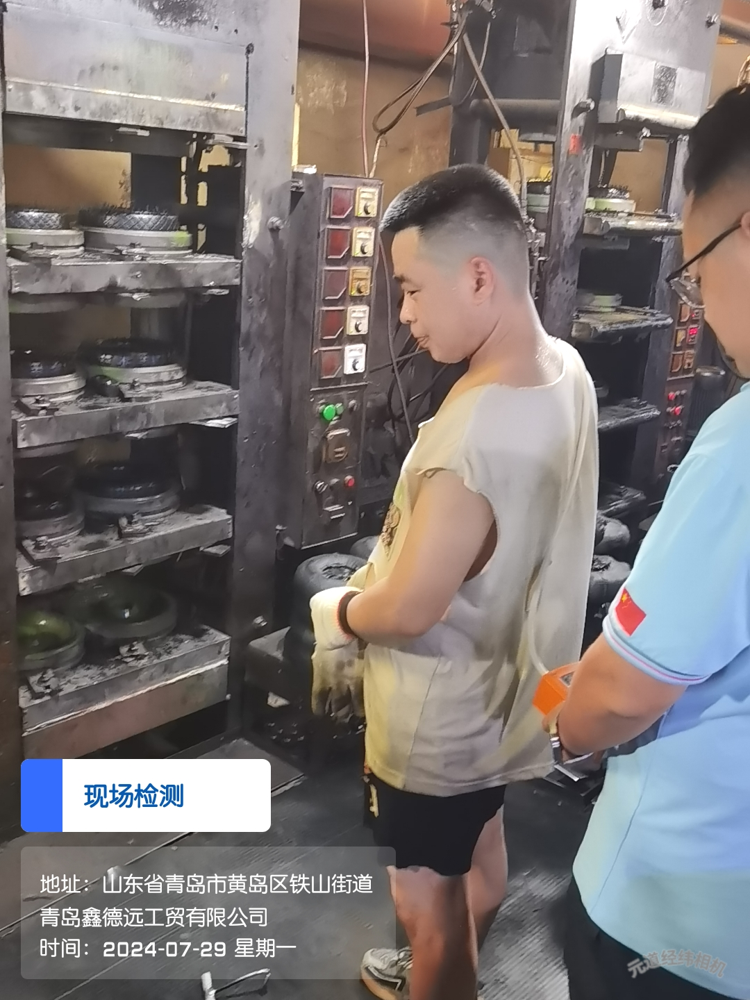 现场检测
地址：山东省青岛市黄岛区铁山街道
青岛鑫德远工贸有限公司
时间：2024-07-29 星期一
元道经纬相机